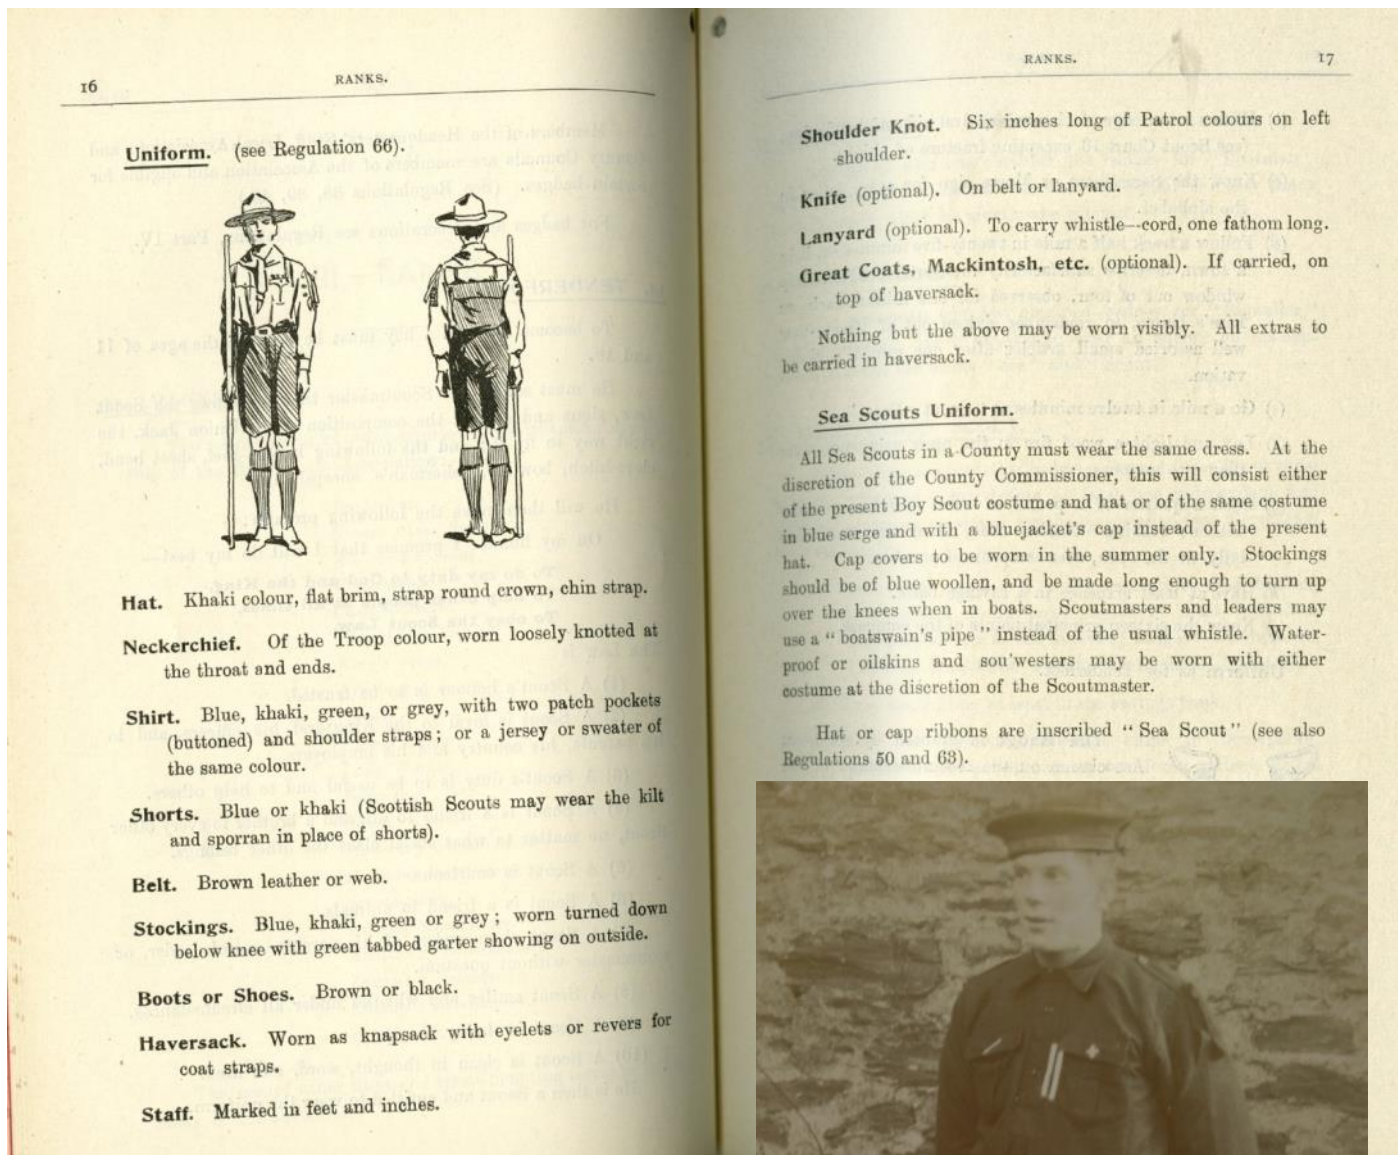 16
RANKS.
Uniform. (see Regulation 66).
Hat. Khaki colour, flat brim, strap round crown, chin strap.
Neckerchief. Of the Troop colour, worn loosely knotted at
the throat and ends.
Shirt. Blue, khaki, green, or grey, with two patch pockets
(buttoned) and shoulder straps; or a jersey or sweater of
the same colour.
Shorts. Blue or khaki (Scottish Scouts may wear the kilt
and sporran in place of shorts).
Belt. Brown leather or web.
Stockings. Blue, khaki, green or grey; worn turned down
below knee with green tabbed garter showing on outside.
Boots or Shoes. Brown or black.
Haversack. Worn as knapsack with eyelets or revers for
coat straps.
Staff. Marked in feet and inches.
RANKS.
17
Shoulder Knot. Six inches long of Patrol colours on left
shoulder.
Knife (optional). On belt or lanyard.
Lanyard (optional). To carry whistle--cord, one fathom long.
Great Coats, Mackintosh, etc. (optional). If carried, on
top of haversack.
Nothing but the above may be worn visibly. All extras to
be carried in haversack.
Sea Scouts Uniform.
All Sea Scouts in a County must wear the same dress. At the
discretion of the County Commissioner, this will consist either
of the present Boy Scout costume and hat or of the same costume
in blue serge and with a bluejacket's cap instead of the present
hat. Cap covers to be worn in the summer only. Stockings
should be of blue woollen, and be made long enough to turn up
over the knees when in boats. Scoutmasters and leaders may
use a "boatswain's pipe" instead of the usual whistle. Water-
proof or oilskins and sou'westers may be worn with either
costume at the discretion of the Scoutmaster.
Hat or cap ribbons are inscribed "Sea Scout" (see also
Regulations 50 and 63).